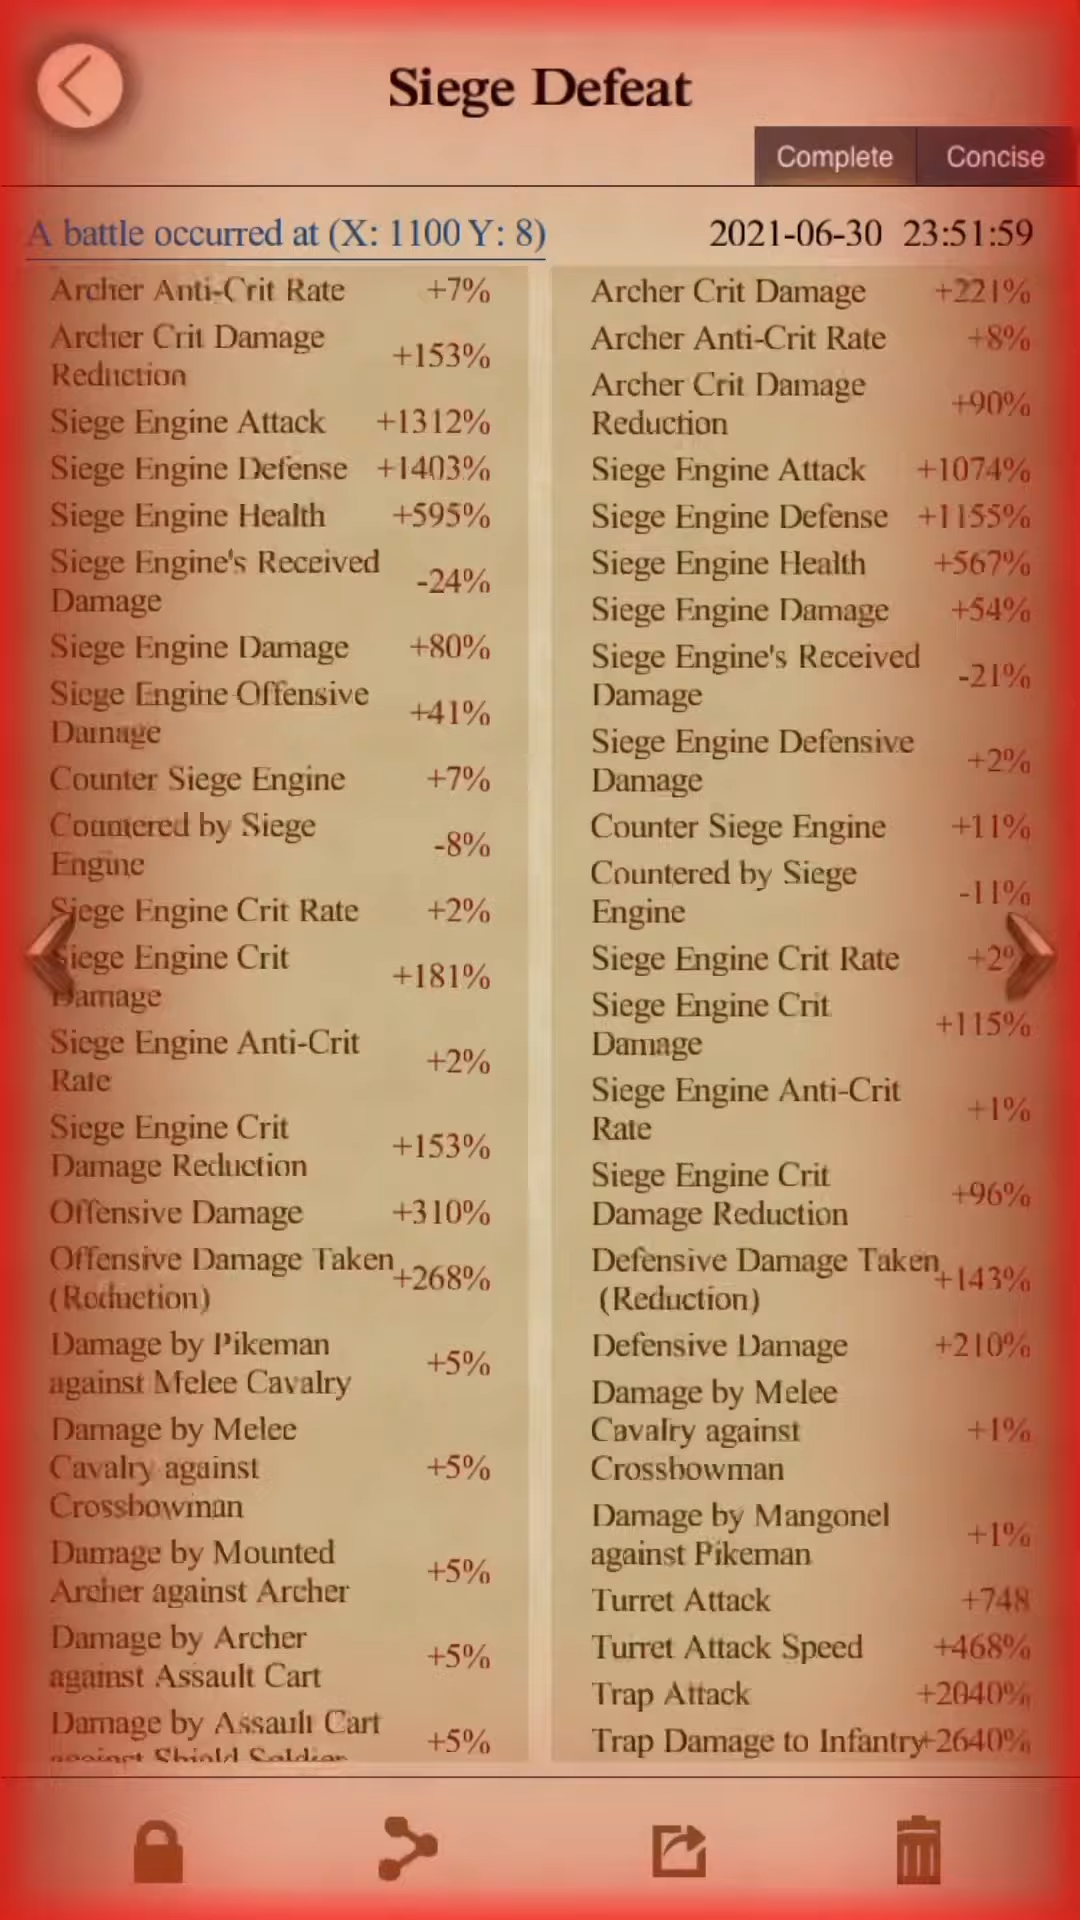 Siege Defeat
Complete
Concise
A battle occurred at (X: 1100 Y: 8)
2021-06-30 23:51:59
Archer Anti-Crit Rate +7%
Archer Crit Damage
Reduction +153%
Siege Engine Attack +1312%
Siege Engine Defense +1403%
Siege Engine Health +595%
Siege Engine's Received
Damage -24%
Siege Engine Damage +80%
Siege Engine Offensive
Damage +41%
Counter Siege Engine +7%
Countered by Siege
Engine -8%
Siege Engine Crit Rate +2%
Siege Engine Crit
Damage +181%
Siege Engine Anti-Crit
Rate +2%
Siege Engine Crit
Damage Reduction +153%
Offensive Damage +310%
Offensive Damage Taken
(Reduction) +268%
Damage by Pikeman
against Melee Cavalry +5%
Damage by Melee
Cavalry against +5%
Crossbowman
Damage by Mounted
Archer against Archer +5%
Damage by Archer
against Assault Cart +5%
Damage by Assault Cart +5%
against Shield Soldier
Archer Crit Damage +221%
Archer Anti-Crit Rate +8%
Archer Crit Damage
Reduction +90%
Siege Engine Attack +1074%
Siege Engine Defense +1155%
Siege Engine Health +567%
Siege Engine Damage +54%
Siege Engine's Received
Damage -21%
Siege Engine Defensive
Damage +2%
Counter Siege Engine +11%
Countered by Siege
Engine -11%
Siege Engine Crit Rate +2%
Siege Engine Crit
Damage +115%
Siege Engine Anti-Crit
Rate +1%
Siege Engine Crit
Damage Reduction +96%
Defensive Damage Taken
(Reduction) +143%
Defensive Damage +210%
Damage by Melee
Cavalry against +1%
Crossbowman
Damage by Mangonel
against Pikeman +1%
Turret Attack +748
Turret Attack Speed +468%
Trap Attack +2040%
Trap Damage to Infantry +2640%